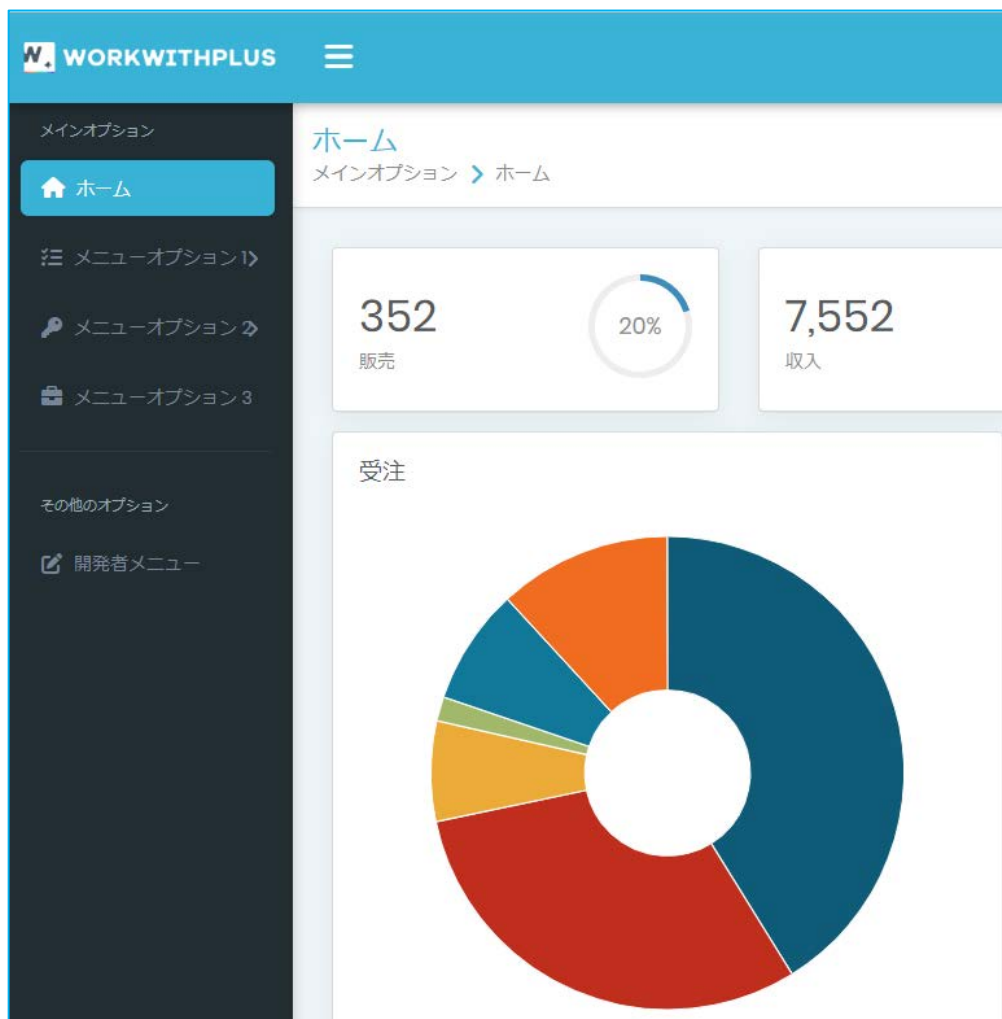 W. WORKWITHPLUS
メインオプション
ホーム
メニューオプション 1
メニューオプション 2
メニューオプション 3
その他のオプション
開発者メニュー
ホーム
メインオプション ホーム
352
販売
20%
7,552
収入
受注